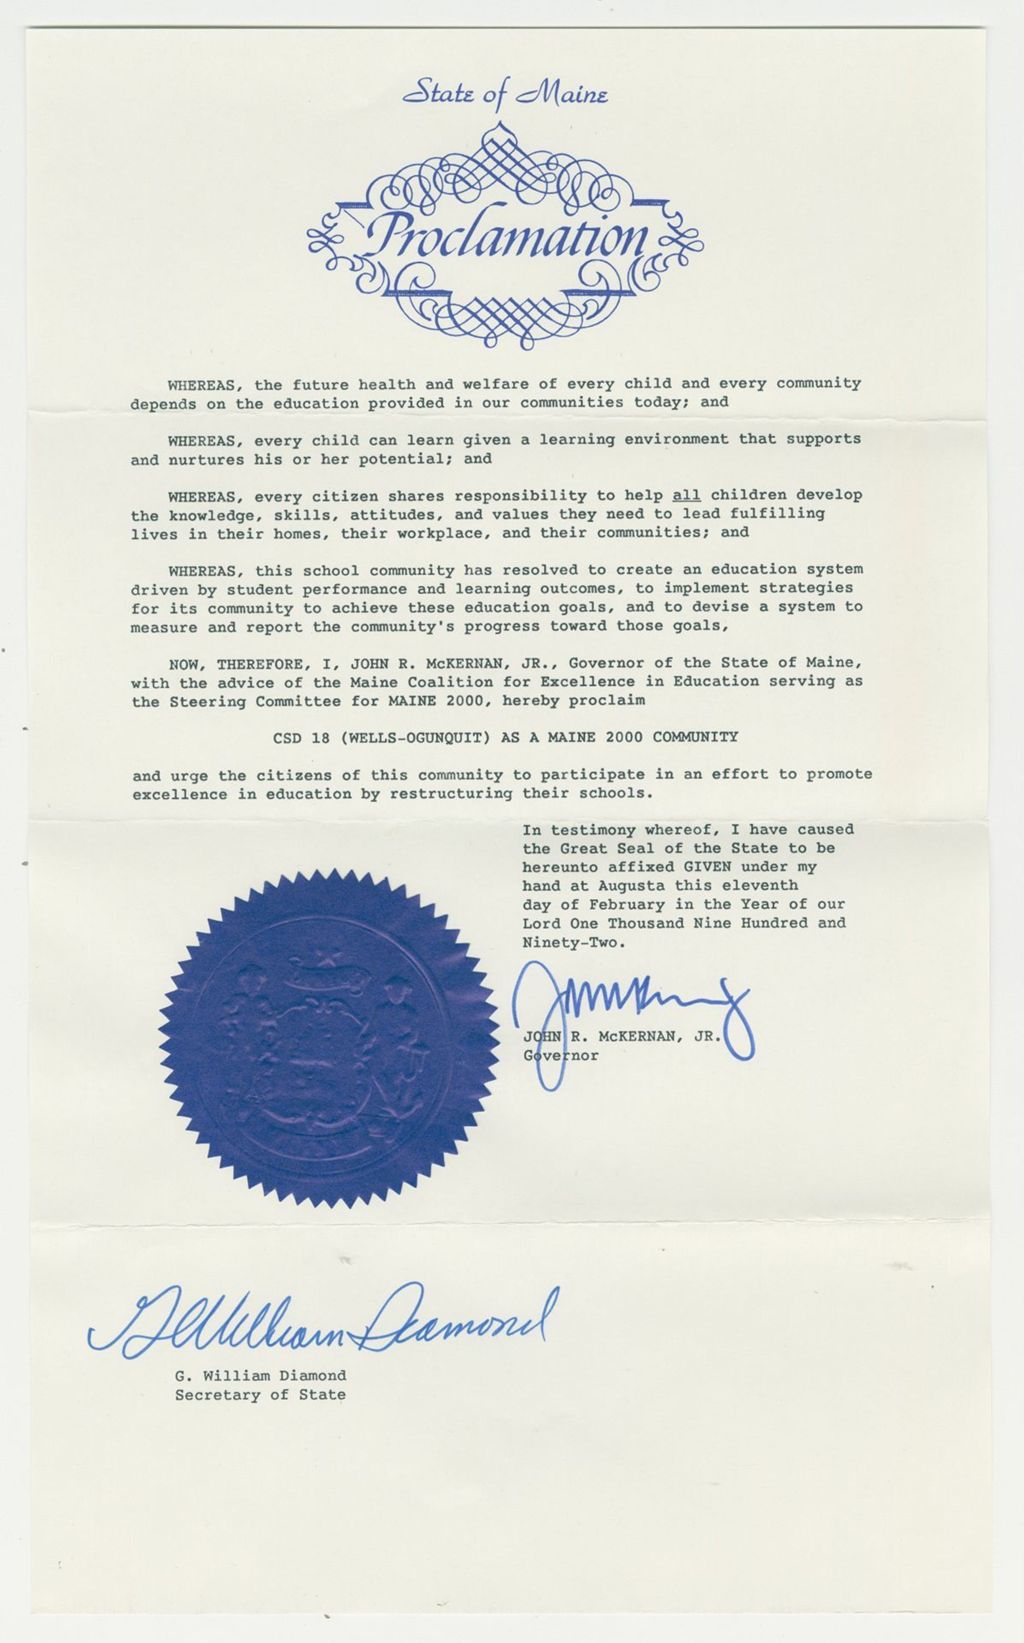 State of Maine
Proclamation
WHEREAS, the future health and welfare of every child and every community
depends on the education provided in our communities today; and
WHEREAS, every child can learn given a learning environment that supports
and nurtures his or her potential; and
WHEREAS, every citizen shares responsibility to help all children develop
the knowledge, skills, attitudes, and values they need to lead fulfilling
lives in their homes, their workplace, and their communities; and
WHEREAS, this school community has resolved to create an education system
driven by student performance and learning outcomes, to implement strategies
for its community to achieve these education goals, and to devise a system to
measure and report the community's progress toward those goals,
NOW, THEREFORE, I, JOHN R. McKERNAN, JR., Governor of the State of Maine,
with the advice of the Maine Coalition for Excellence in Education serving as
the Steering Committee for MAINE 2000, hereby proclaim
CSD 18 (WELLS-OGUNQUIT) AS A MAINE 2000 COMMUNITY
and urge the citizens of this community to participate in an effort to promote
excellence in education by restructuring their schools.
In testimony whereof, I have caused
the Great Seal of the State to be
hereunto affixed GIVEN under my
hand at Augusta this eleventh
day of February in the Year of our
Lord One Thousand Nine Hundred and
Ninety-Two.
JOHN R. McKERNAN, JR.
Governor
G William Diamond
G. William Diamond
Secretary of State